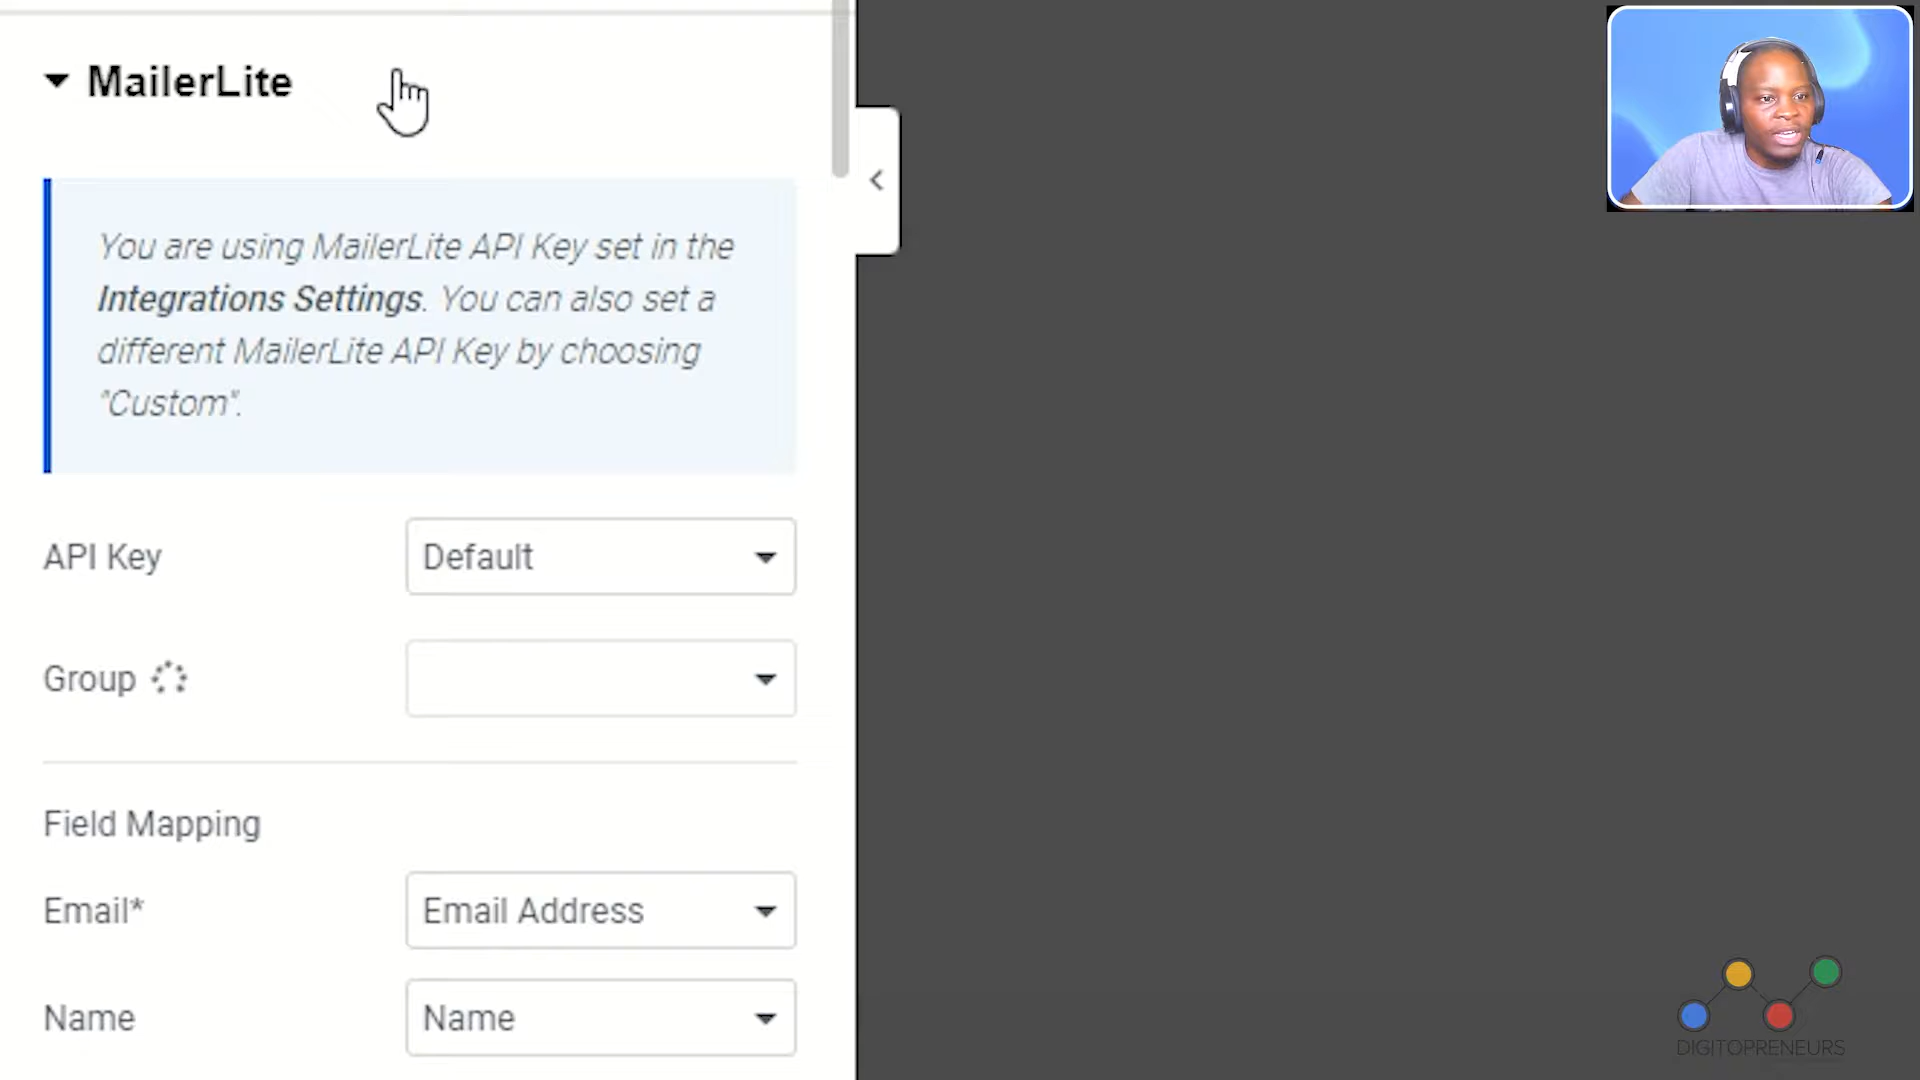 MailerLite
You are using MailerLite API Key set in the
Integrations Settings. You can also set a
different MailerLite API Key by choosing
"Custom".
API Key
Default
Group
Field Mapping
Email*
Email Address
Name
Name
DIGITOPRENEURS